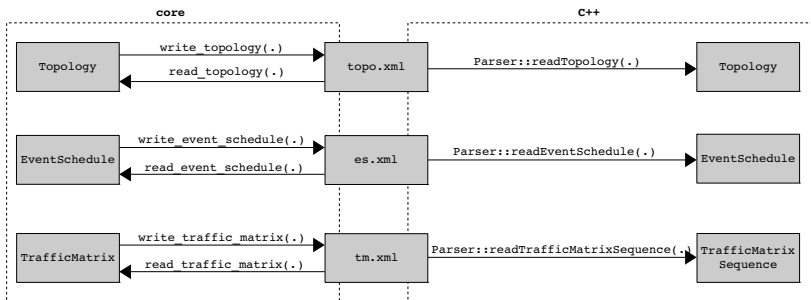 core
C++
write_topology(.)
Topology
read_topology(.)
topo.xml
Parser::readTopology(.)
Topology
write_event_schedule(.)
EventSchedule
read_event_schedule(.)
es.xml
Parser::readEventSchedule(.)
EventSchedule
write_traffic_matrix(.)
TrafficMatrix
read_traffic_matrix(.)
tm.xml
Parser::readTrafficMatrixSequence(.)
TrafficMatrix
Sequence